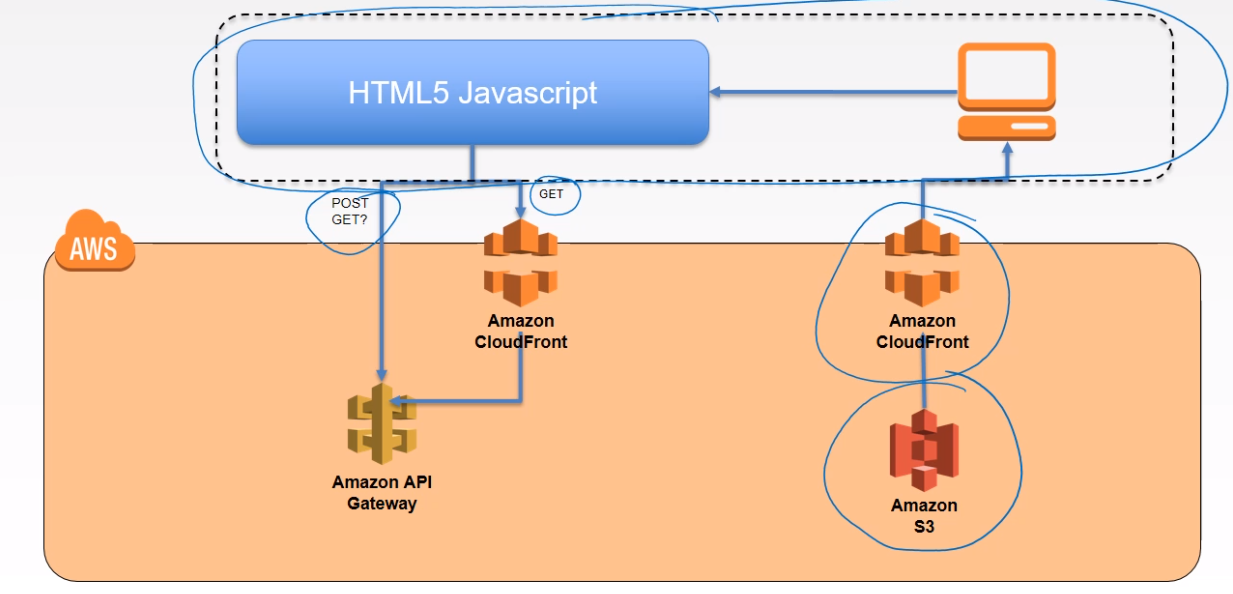 HTML5 Javascript
POST
GET?
GET
AWS
Amazon
CloudFront
Amazon
CloudFront
Amazon API
Gateway
Amazon
S3